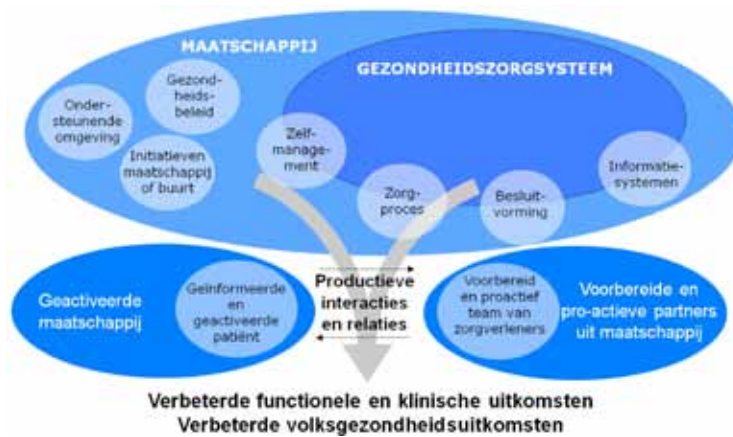 MAATSCHAPPIJ
GEZONDHEIDSZORGSYSTEEM
Gezond-
heids-
beleid
Onder-
steunende
omgeving
Initiatieven
maatschappij
of buurt
Zelf-
manage-
ment
Zorg-
proces
Besluit-
vorming
Informatie-
systemen
Geactiveerde
maatschappij
Geïnformeerde
en
geactiveerde
patiënt
Productieve
interacties
en relaties
Voorbereid
en proactief
team van
zorgverleners
Voorbereide en
pro-actieve partners
uit maatschappij
Verbeterde functionele en klinische uitkomsten
Verbeterde volksgezondheidsuitkomsten